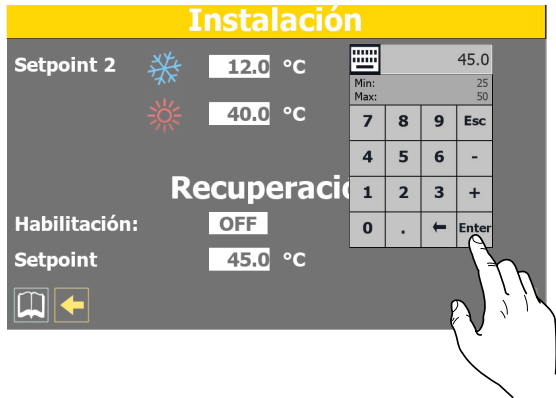 Instalación
Setpoint 2 12.0 °C
40.0 °C
45.0
Min: 25
Max: 50
7 8 9 Esc
4 5 6 -
1 2 3 +
0 . ← Enter
Recuperació
Habilitación: OFF
Setpoint 45.0 °C